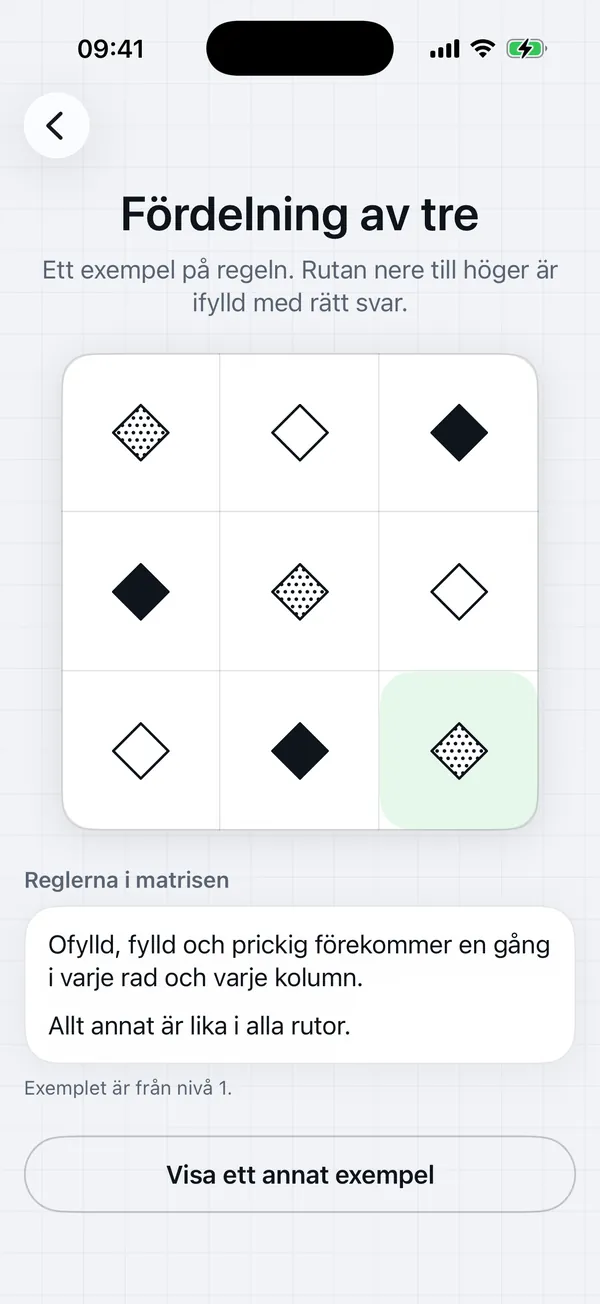 09:41
Fördelning av tre
Ett exempel på regeln. Rutan nere till höger är
ifylld med rätt svar.
Reglerna i matrisen
Ofylld, fylld och prickig förekommer en gång
i varje rad och varje kolumn.
Allt annat är lika i alla rutor.
Exemplet är från nivå 1.
Visa ett annat exempel